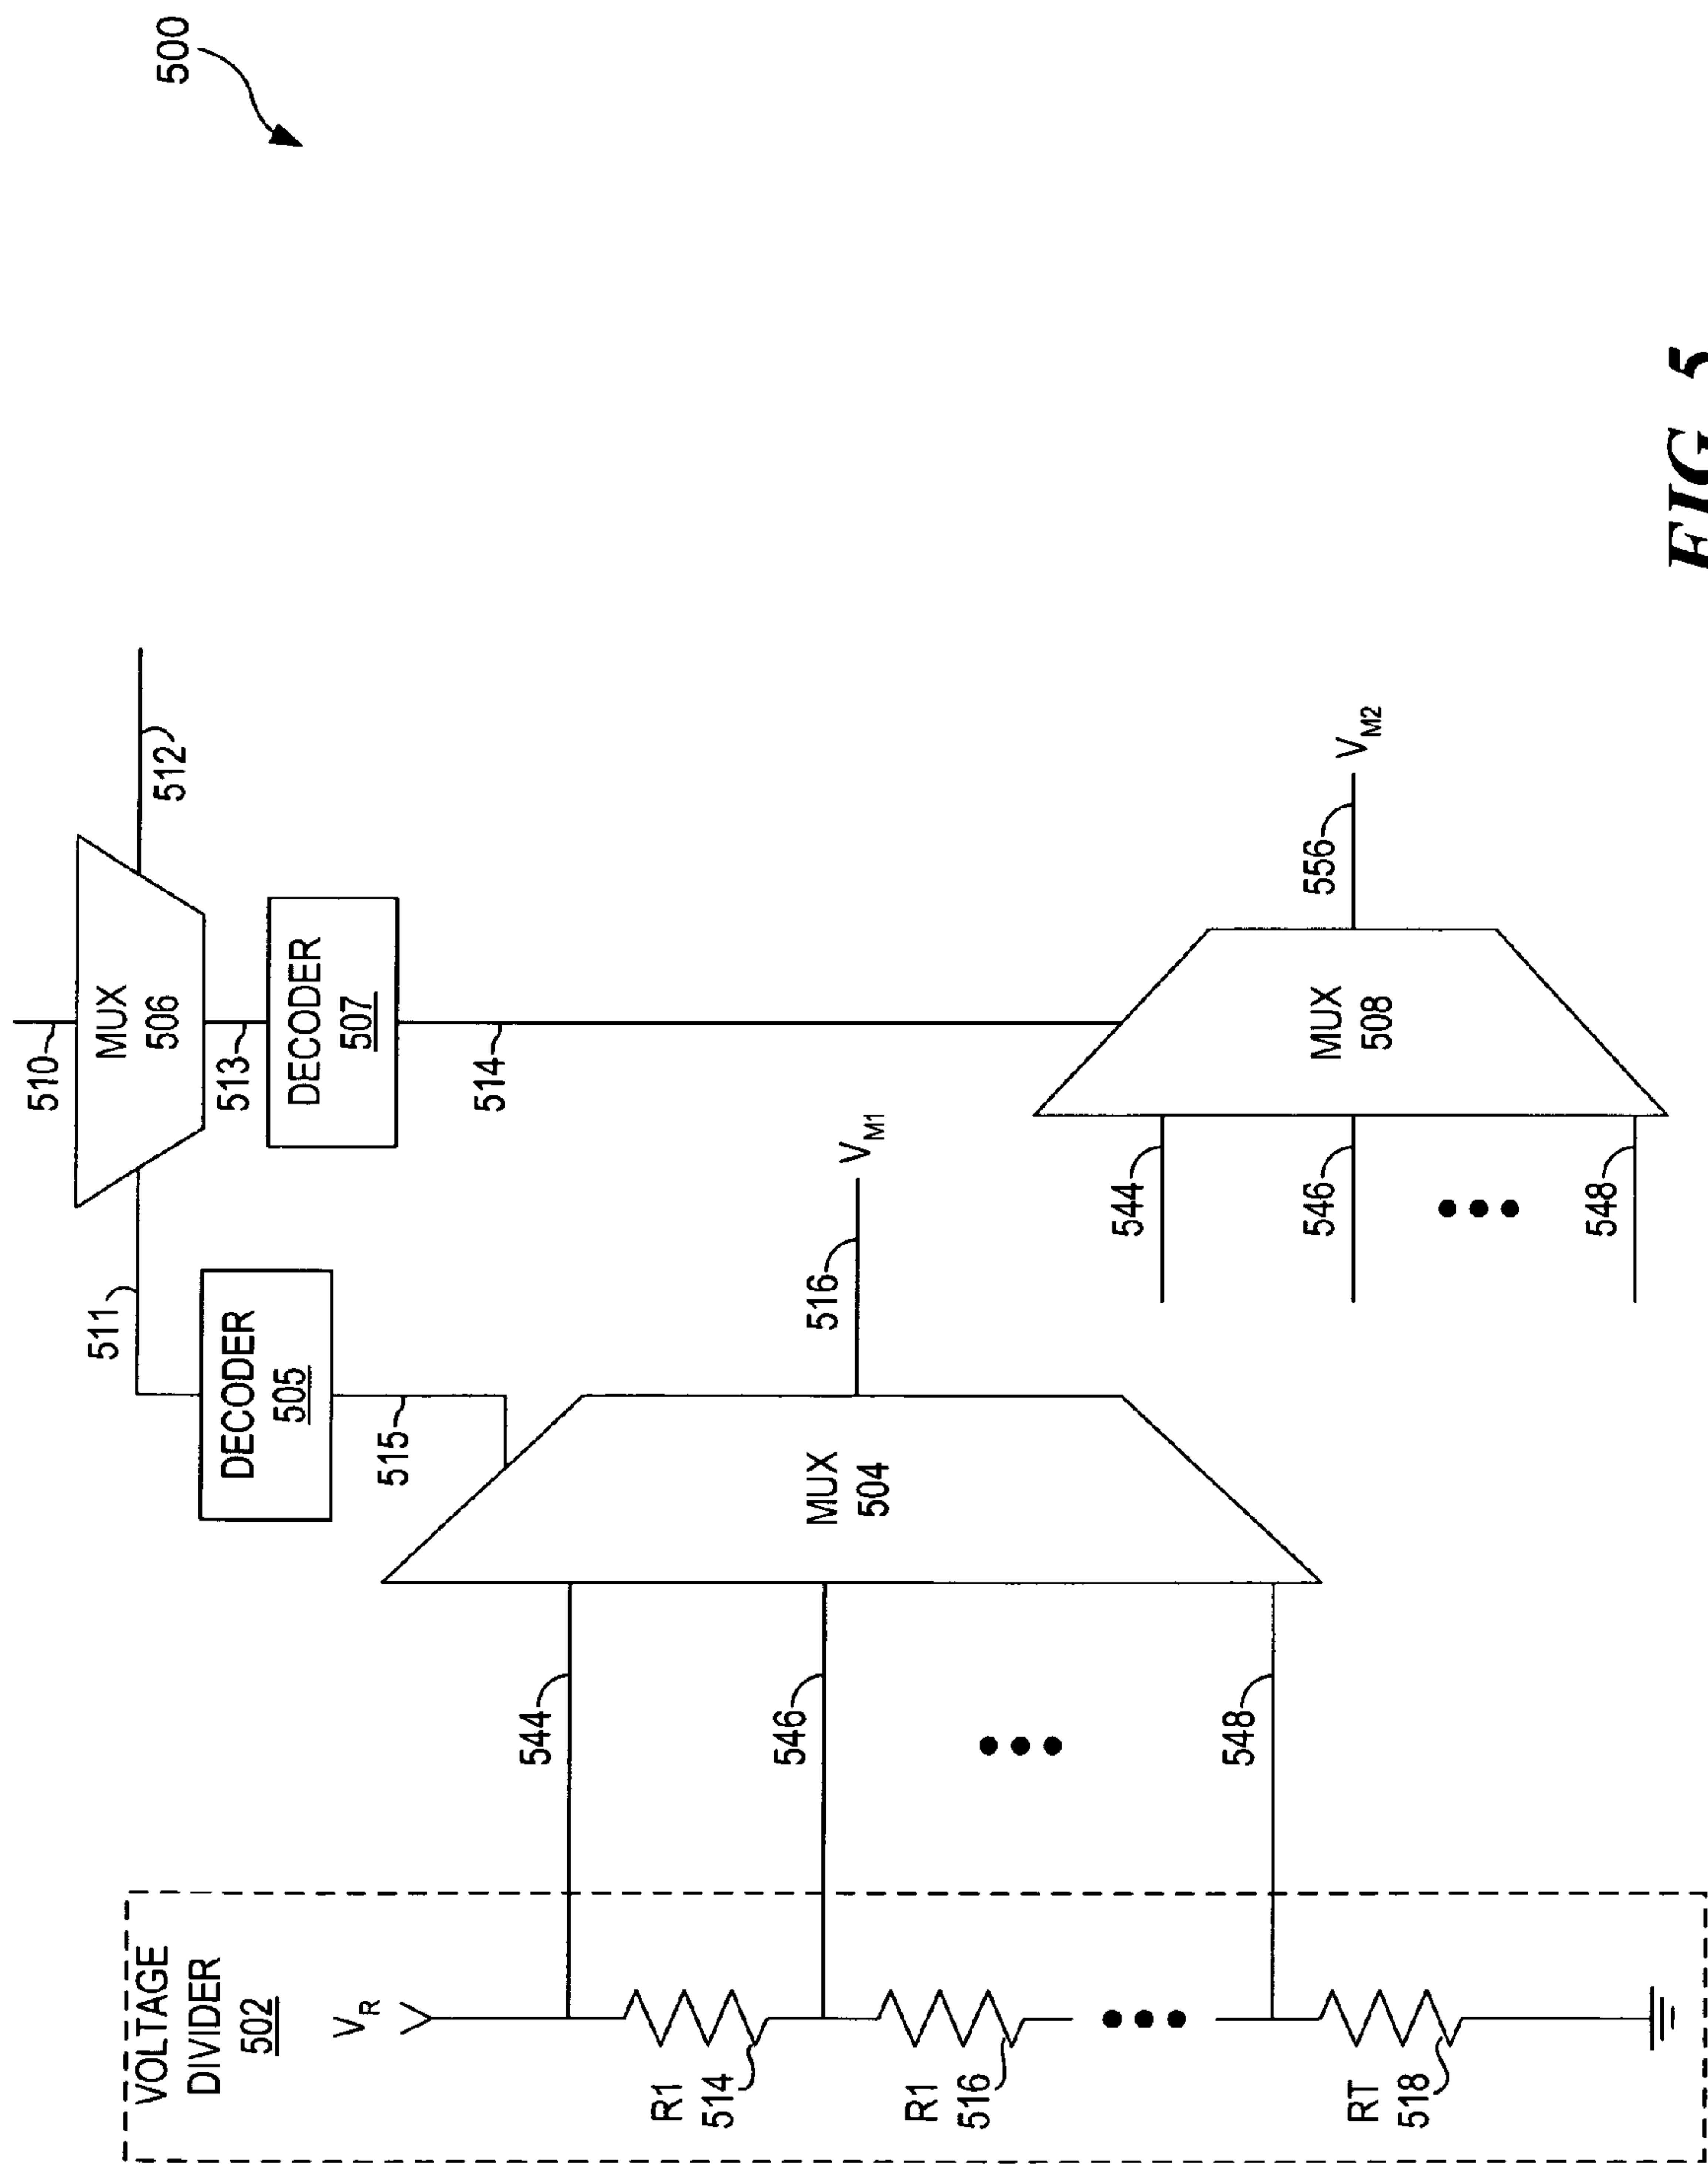 500
VOLTAGE
DIVIDER
502
V_R
R1
514
R1
516
RT
518
544
546
548
MUX
504
DECODER
505
511
515
516
V_M1
510
MUX
506
512
513
DECODER
507
514
544
546
548
MUX
508
556
V_M2
FIG. 5